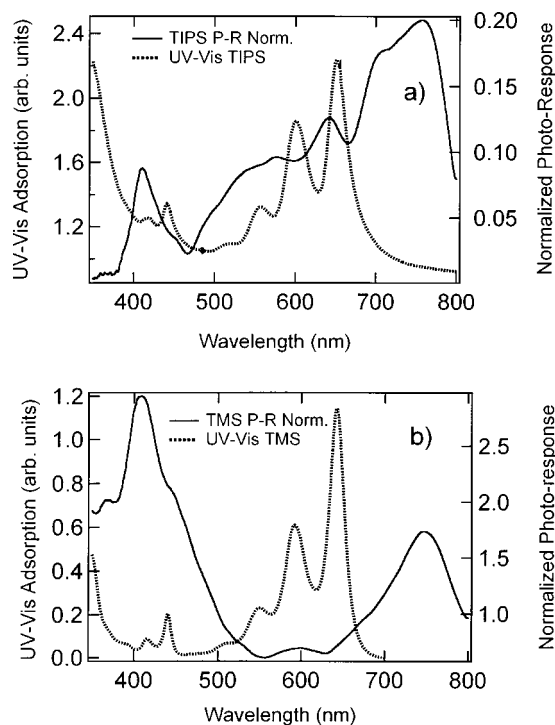 TIPS P-R Norm.
UV-Vis TIPS
a)
UV-Vis Adsorption (arb. units)
2.4
2.0
1.6
1.2
Normalized Photo-Response
0.20
0.15
0.10
0.05
400 500 600 700 800
Wavelength (nm)
TMS P-R Norm.
UV-Vis TMS
b)
UV-Vis Adsorption (arb. units)
1.2
1.0
0.8
0.6
0.4
0.2
0.0
Normalized Photo-response
2.5
2.0
1.5
1.0
400 500 600 700 800
Wavelength (nm)